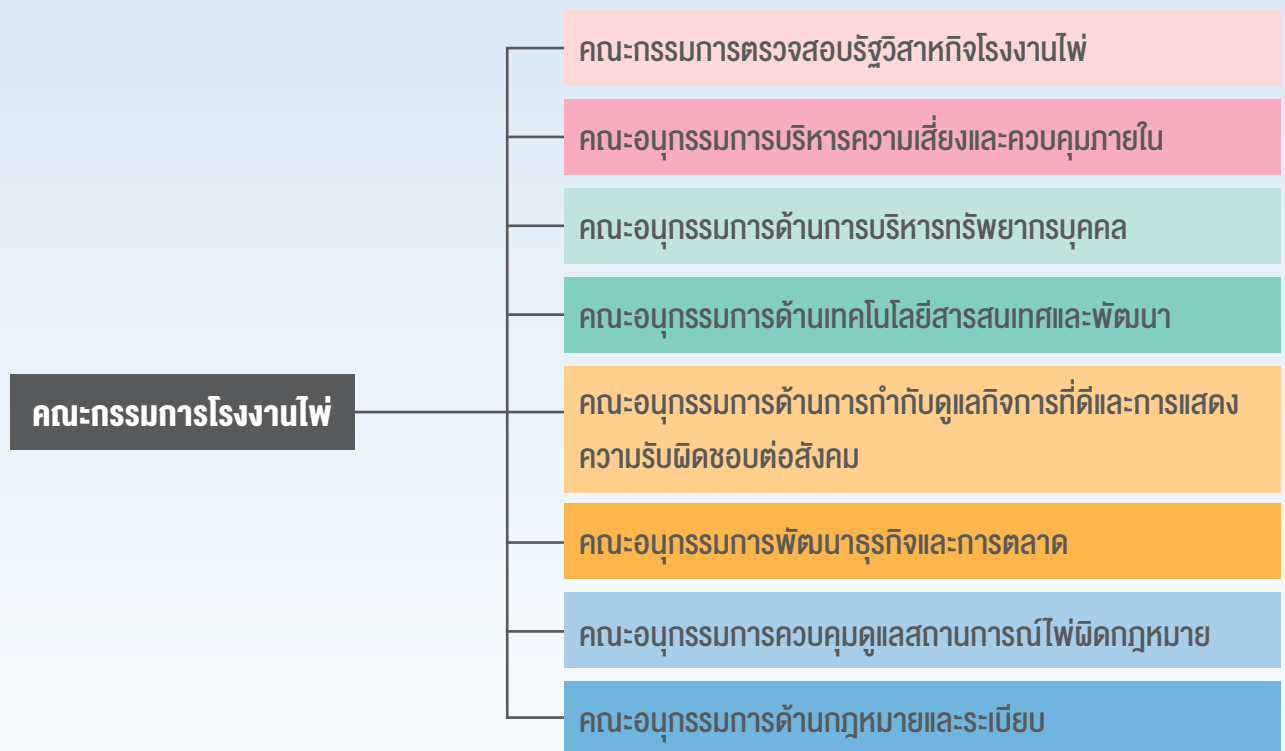 คณะกรรมการตรวจสอบรัฐวิสาหกิจโรงงานไพ่
คณะอนุกรรมการบริหารความเสี่ยงและควบคุมภายใน
คณะอนุกรรมการด้านการบริหารทรัพยากรบุคคล
คณะอนุกรรมการด้านเทคโนโลยีสารสนเทศและพัฒนา
คณะกรรมการโรงงานไพ่
คณะอนุกรรมการด้านการกำกับดูแลกิจการที่ดีและการแสดง
ความรับผิดชอบต่อสังคม
คณะอนุกรรมการพัฒนาธุรกิจและการตลาด
คณะอนุกรรมการควบคุมดูแลสถานการณ์ไพ่ผิดกฎหมาย
คณะอนุกรรมการด้านกฎหมายและระเบียบ